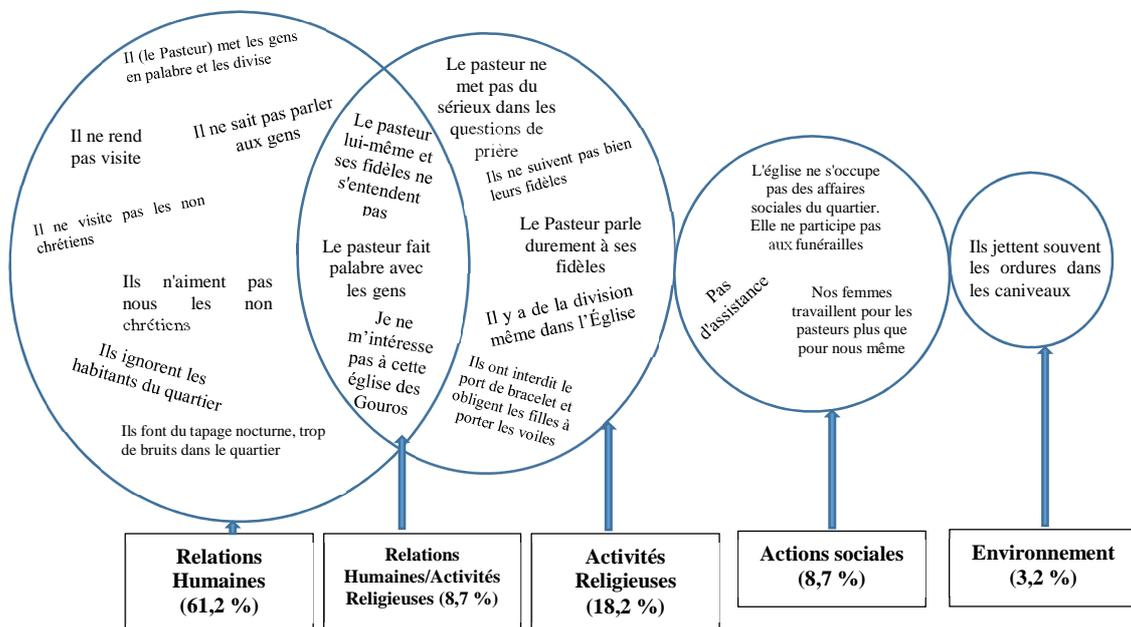 Il (le Pasteur) met les gens
en palabre et les divise
Il ne rend
pas visite
Il ne sait pas parler
aux gens
Il ne visite pas les non
chrétiens
Ils n'aiment pas
nous les non
chrétiens
Ils ignorent les
habitants du quartier
Ils font du tapage nocturne, trop
de bruits dans le quartier
Le pasteur
lui-même et
ses fidèles ne
s'entendent
pas
Le pasteur fait
palabre avec
les gens
Je ne
m'intéresse
pas à cette
église des
Gouros
Le pasteur ne
met pas du
sérieux dans les
questions de
prière
Ils ne suivent pas bien
leurs fidèles
Le Pasteur parle
durement à ses
fidèles
Il y a de la division
même dans l'Église
Ils ont interdit le
port de bracelet et
obligent les filles à
porter les voiles
L'église ne s'occupe
pas des affaires
sociales du quartier.
Elle ne participe pas
aux funérailles
Pas
d'assistance
Nos femmes
travaillent pour les
pasteurs plus que
pour nous même
Ils jettent souvent
les ordures dans
les caniveaux
Relations
Humaines
(61,2 %)
Relations
Humaines/Activités
Religieuses (8,7 %)
Activités
Religieuses
(18,2 %)
Actions sociales
(8,7 %)
Environnement
(3,2 %)